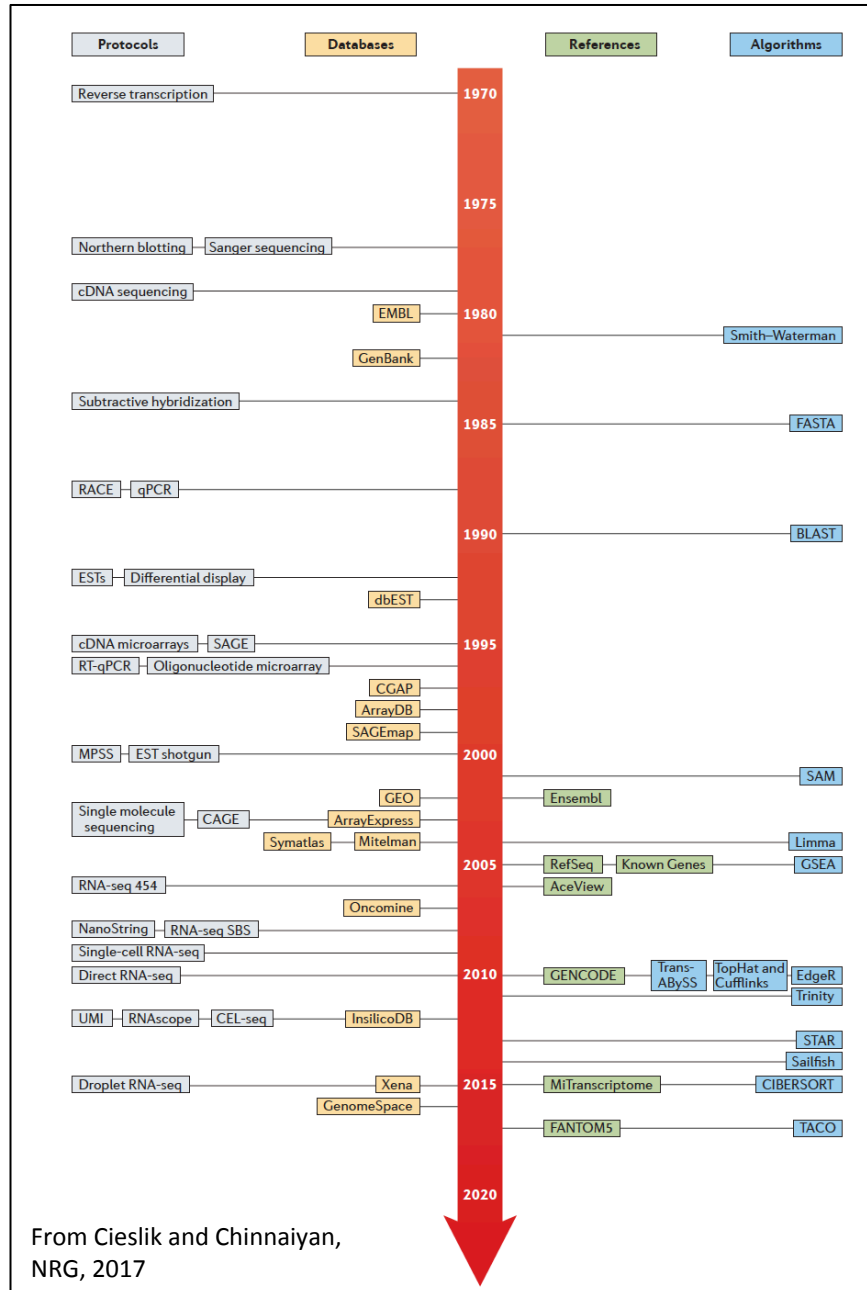 Protocols Databases References Algorithms
Reverse transcription 1970
1975
Northern blotting Sanger sequencing
cDNA sequencing
EMBL 1980
Smith–Waterman
GenBank
Subtractive hybridization
1985 FASTA
RACE qPCR
1990 BLAST
ESTs Differential display
dbEST
cDNA microarrays SAGE 1995
RT-qPCR Oligonucleotide microarray
CGAP
ArrayDB
SAGEmap
MPSS EST shotgun 2000
SAM
GEO Ensembl
Single molecule
sequencing CAGE ArrayExpress
Symatlas Mitelman Limma
2005 RefSeq Known Genes GSEA
RNA-seq 454 AceView
Oncomine
NanoString RNA-seq SBS
Single-cell RNA-seq
Direct RNA-seq 2010 GENCODE Trans-
ABySS TopHat and
Cufflinks EdgeR
Trinity
UMI RNAscope CEL-seq InsilicoDB
STAR
Sailfish
Droplet RNA-seq Xena 2015 MiTranscriptome CIBERSORT
GenomeSpace
FANTOM5 TACO
2020
From Cieslik and Chinnaiyan,
NRG, 2017